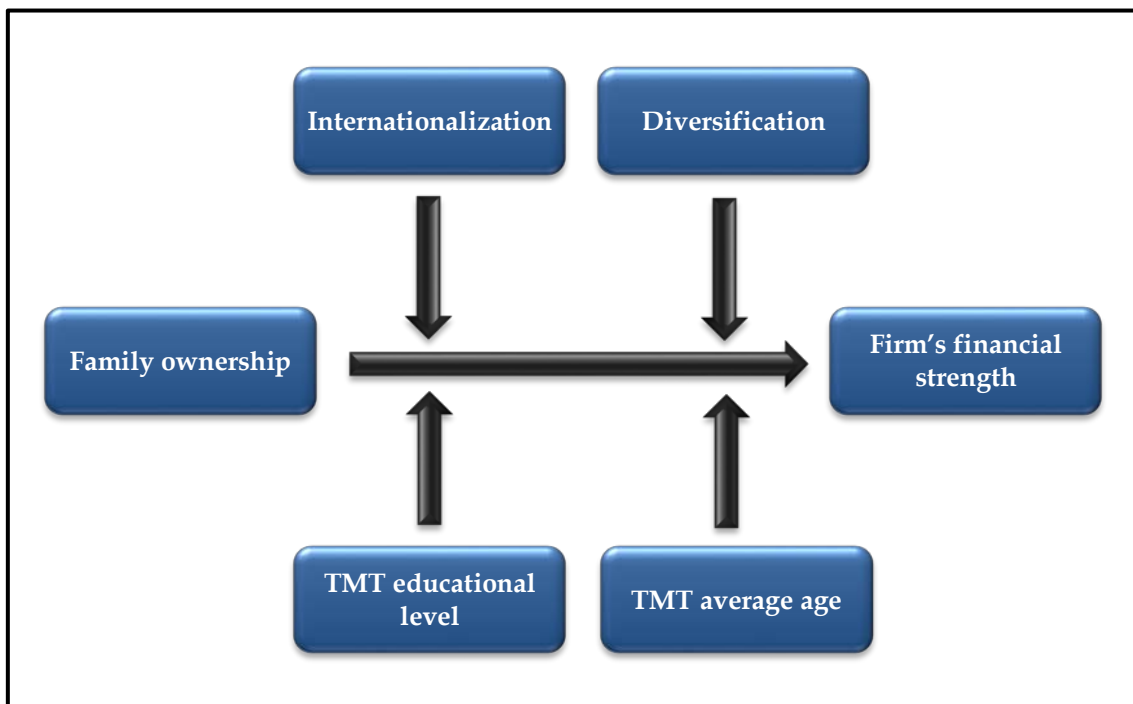 Internationalization
Diversification
Family ownership
Firm’s financial
strength
TMT educational
level
TMT average age